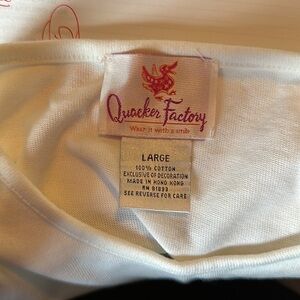 Quacker Factory
Wear it with a smile
LARGE
100% COTTON
EXCLUSIVE OF DECORATION
MADE IN HONG KONG
RN 91893
SEE REVERSE FOR CARE